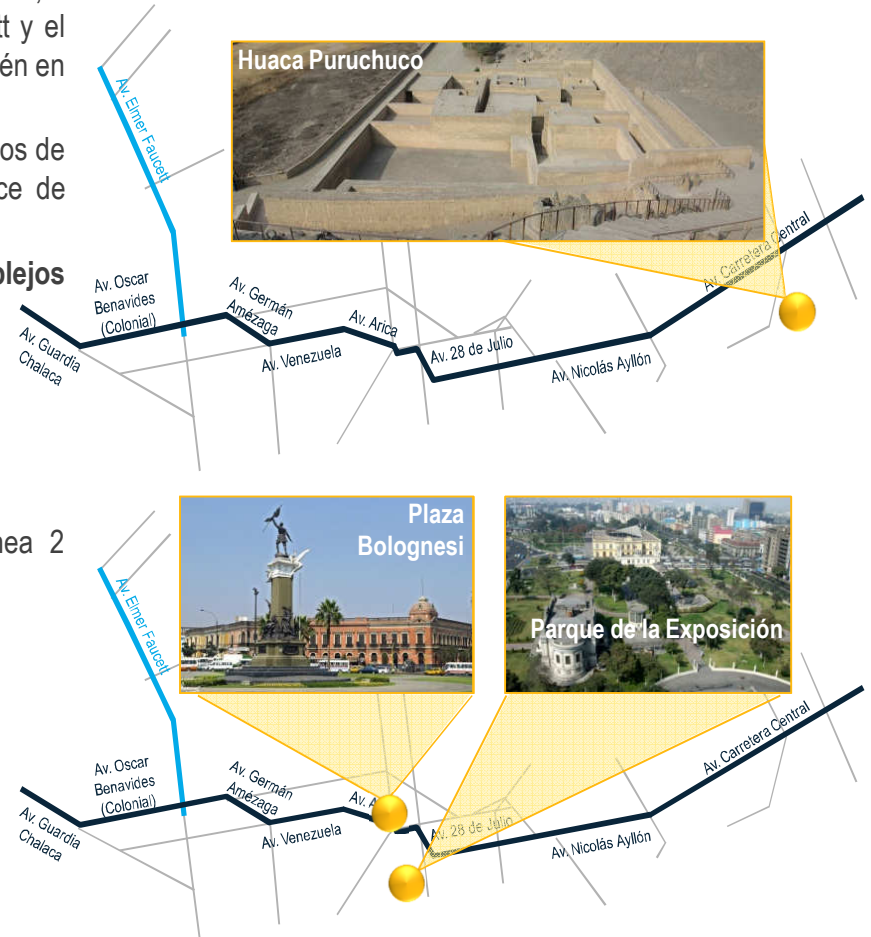 tt y el
én en
os de
ce de
olejos
Huaca Puruchuco
Av. Elmer Faucett
Av. Carretera Central
Av. Oscar
Benavides
(Colonial)
Av. Germán
Amézaga
Av. Arica
Av. Guardia
Chalaca
Av. Venezuela
Av. 28 de Julio
Av. Nicolás Ayllón
nea 2
Plaza
Bolognesi
Parque de la Exposición
Av. Elmer Faucett
Av. Carretera Central
Av. Oscar
Benavides
(Colonial)
Av. Germán
Amézaga
Av. A
Av. Guardia
Chalaca
Av. Venezuela
Av. 28 de Julio
Av. Nicolás Ayllón